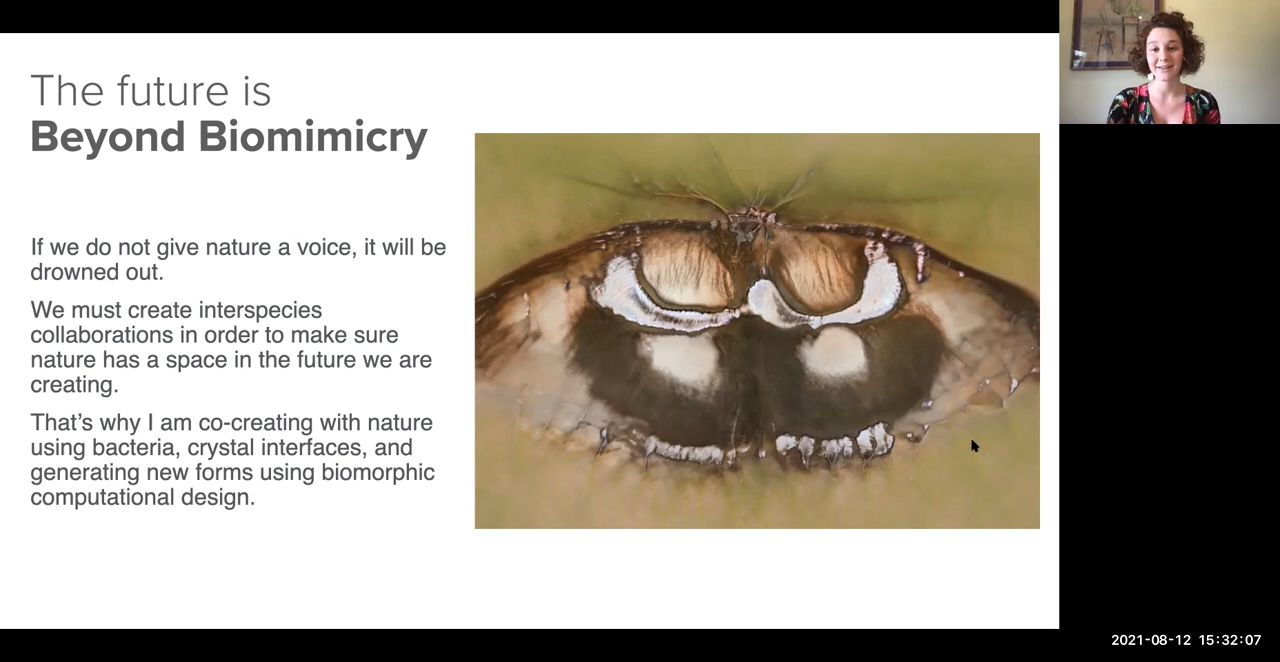 The future is
Beyond Biomimicry
If we do not give nature a voice, it will be
drowned out.
We must create interspecies
collaborations in order to make sure
nature has a space in the future we are
creating.
That’s why I am co-creating with nature
using bacteria, crystal interfaces, and
generating new forms using biomorphic
computational design.
2021-08-12 15:32:07